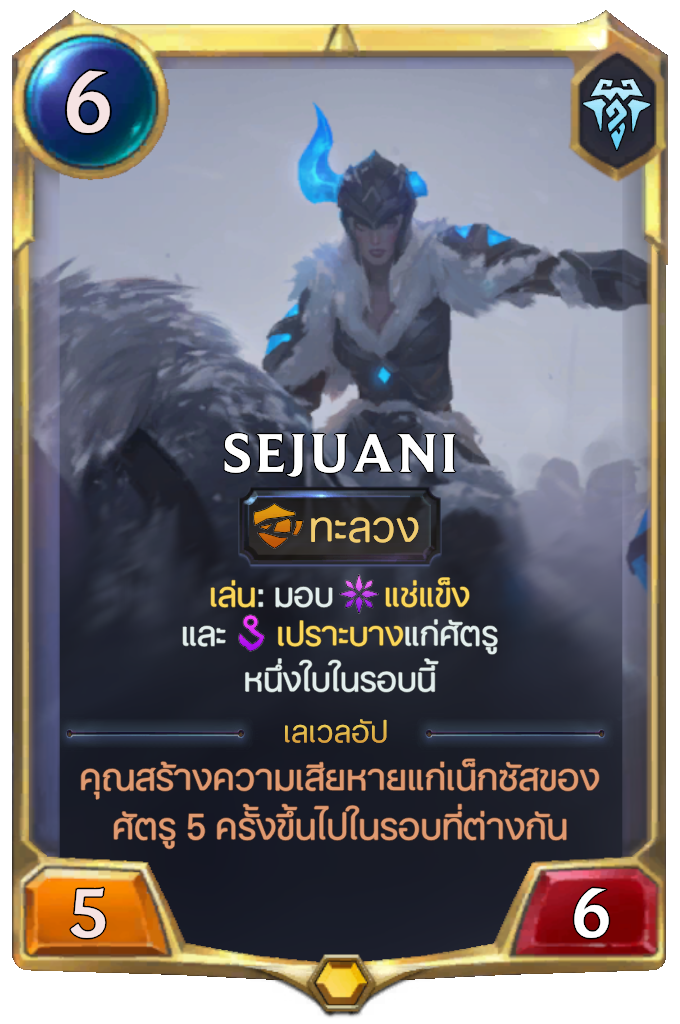 6
SEJUANI
ทะลวง
เล่น: มอบ แช่แข็ง
และ เปราะบางแก่ศัตรู
หนึ่งใบในรอบนี้
เลเวลอัป
คุณสร้างความเสียหายแก่เน็กซัสของ
ศัตรู 5 ครั้งขึ้นไปในรอบที่ต่างกัน
5
6